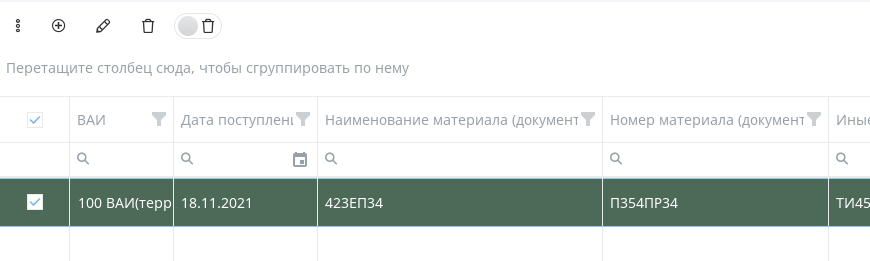 Перетащите столбец сюда, чтобы сгруппировать по нему
ВАИ Дата поступлени Наименование материала (документ Номер материала (документ Иные
100 ВАИ(терр 18.11.2021 423ЕП34 П354ПР34 ТИ45